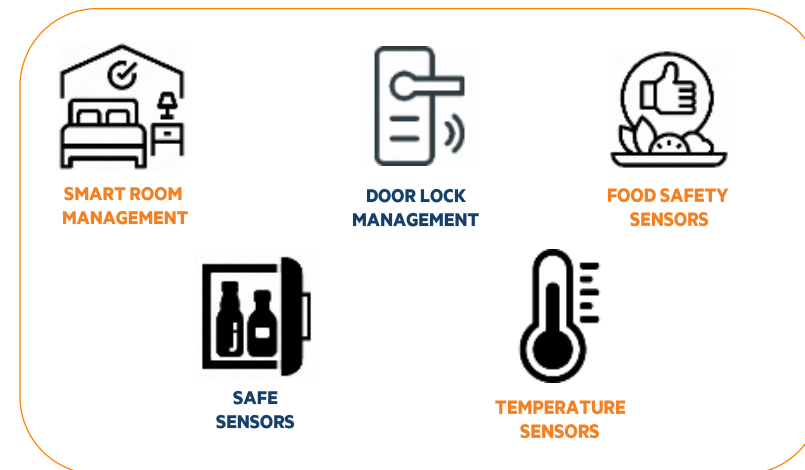 SMART ROOM
MANAGEMENT
DOOR LOCK
MANAGEMENT
FOOD SAFETY
SENSORS
SAFE
SENSORS
TEMPERATURE
SENSORS